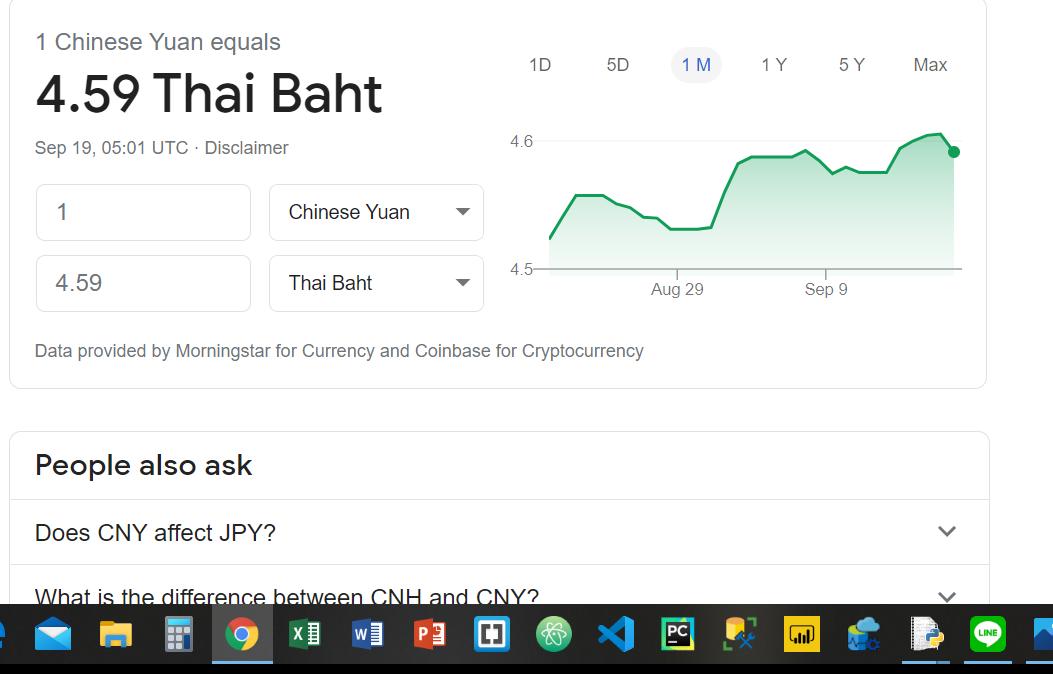 1 Chinese Yuan equals
4.59 Thai Baht
Sep 19, 05:01 UTC · Disclaimer
1
Chinese Yuan
4.59
Thai Baht
1D 5D 1 M 1 Y 5 Y Max
4.6
4.5
Aug 29 Sep 9
Data provided by Morningstar for Currency and Coinbase for Cryptocurrency
People also ask
Does CNY affect JPY?
What is the difference between CNH and CNY?
X W P PC LINE